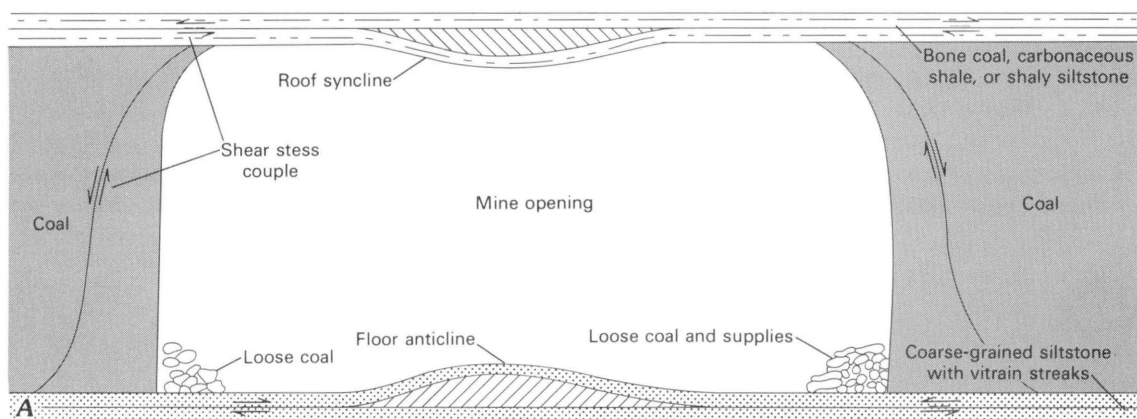 Roof syncline
Bone coal, carbonaceous
shale, or shaly siltstone
Shear stess
couple
Mine opening
Coal
Coal
Floor anticline
Loose coal and supplies
Loose coal
Coarse-grained siltstone
with vitrain streaks
A